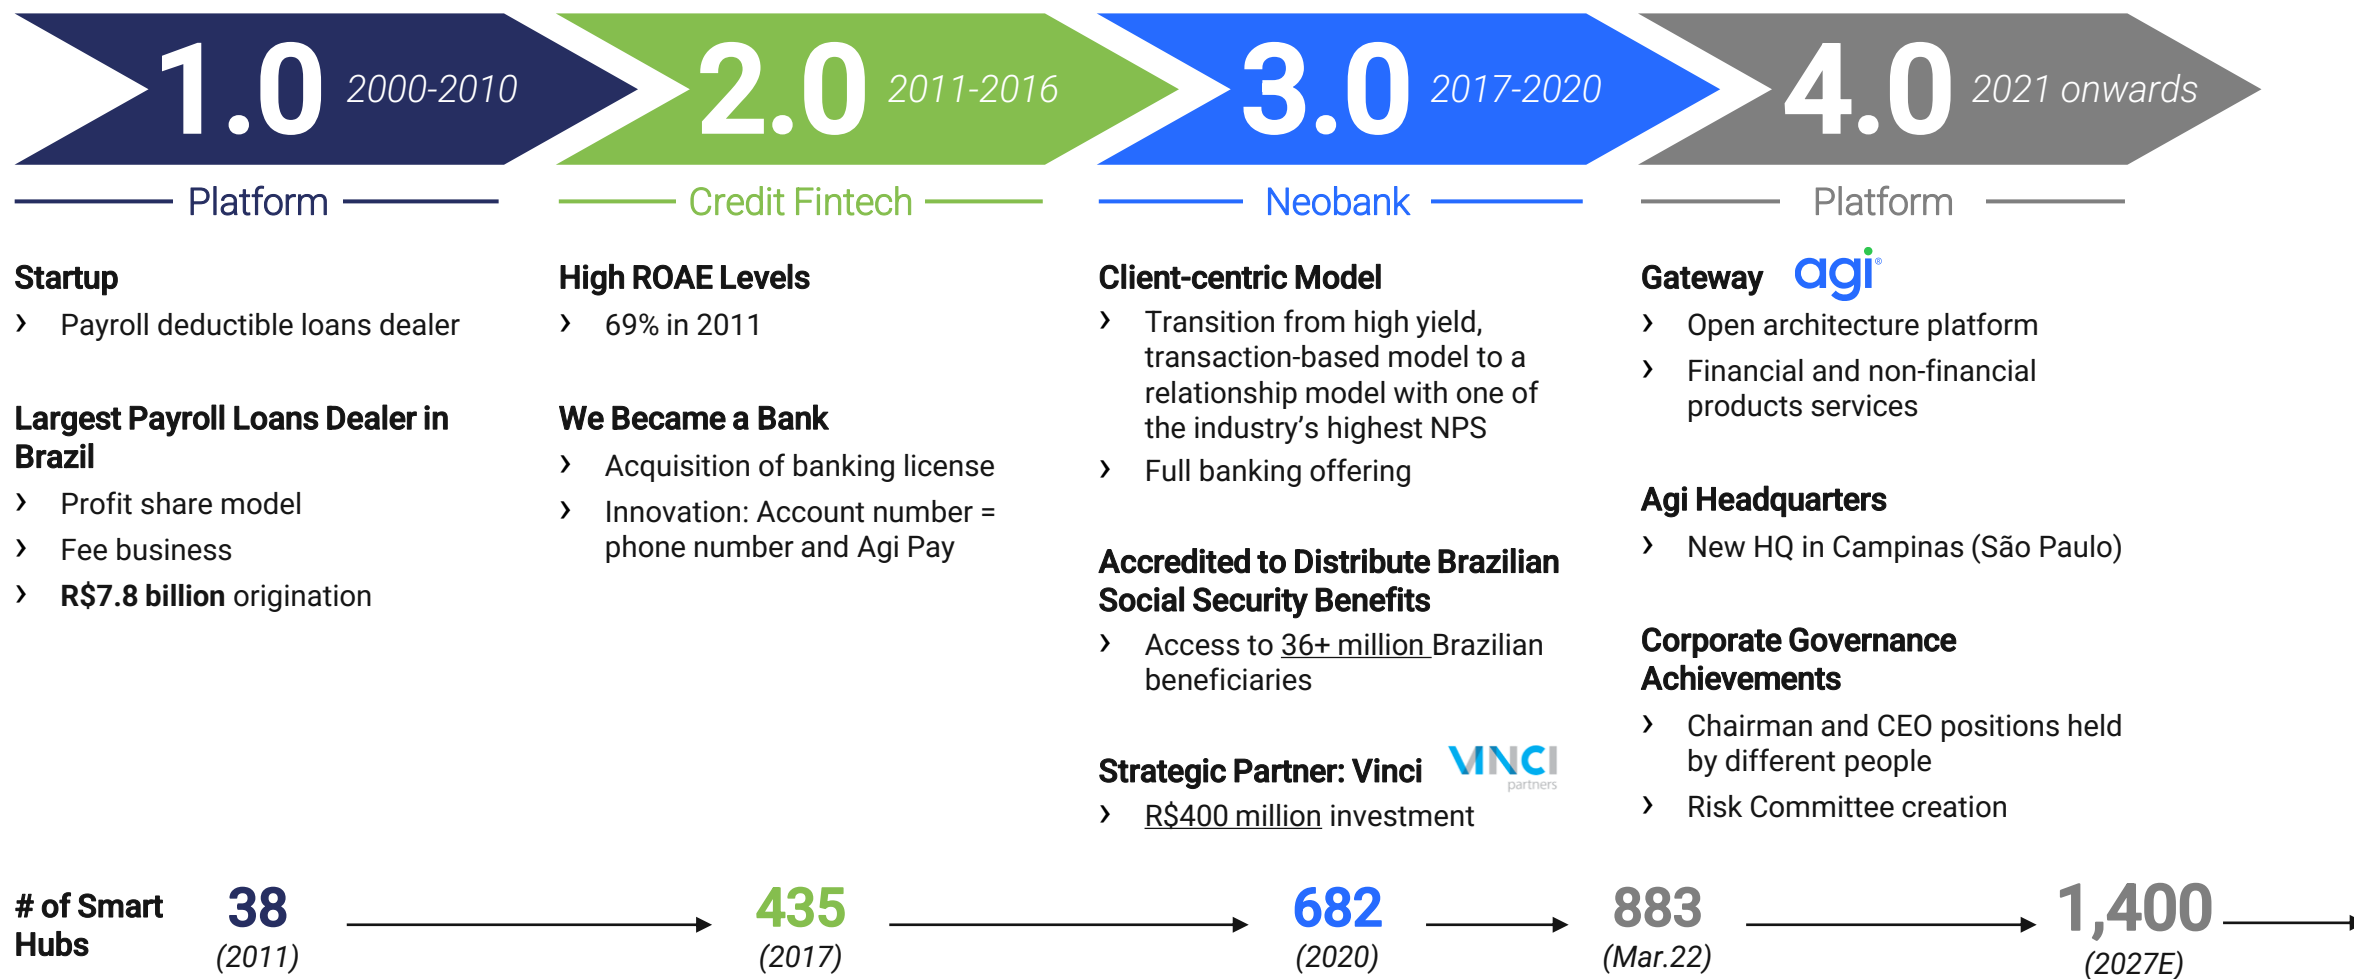 1.0 2000-2010
2.0 2011-2016
3.0 2017-2020
4.0 2021 onwards
Platform
Credit Fintech
Neobank
Platform
Startup
› Payroll deductible loans dealer
Largest Payroll Loans Dealer in
Brazil
› Profit share model
› Fee business
› R$7.8 billion origination
High ROAE Levels
› 69% in 2011
We Became a Bank
› Acquisition of banking license
› Innovation: Account number =
phone number and Agi Pay
Client-centric Model
› Transition from high yield,
transaction-based model to a
relationship model with one of
the industry’s highest NPS
› Full banking offering
Accredited to Distribute Brazilian
Social Security Benefits
› Access to 36+ million Brazilian
beneficiaries
Strategic Partner: Vinci VINCI
partners
› R$400 million investment
Gateway agi®
› Open architecture platform
› Financial and non-financial
products services
Agi Headquarters
› New HQ in Campinas (São Paulo)
Corporate Governance
Achievements
› Chairman and CEO positions held
by different people
› Risk Committee creation
# of Smart
Hubs
38
(2011)
435
(2017)
682
(2020)
883
(Mar.22)
1,400
(2027E)